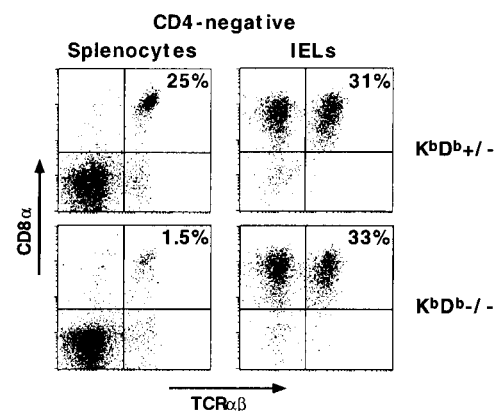 CD4-negative
Splenocytes IELs
25% 31%
KbDb+/-
1.5% 33%
KbDb-/-
CD8α
TCRαβ